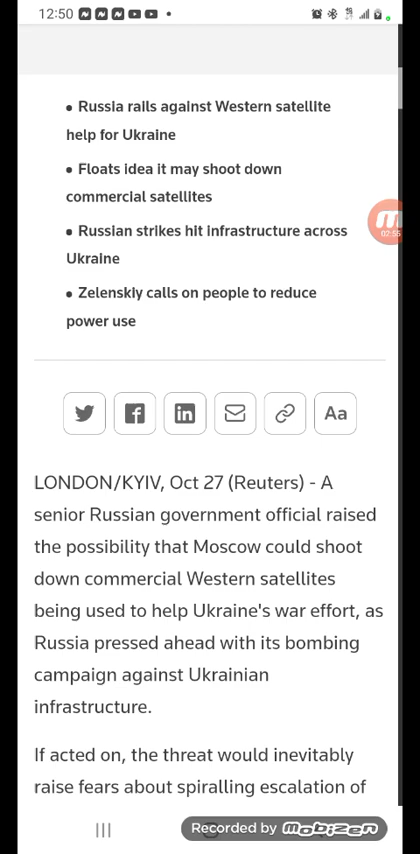 12:50
• Russia rails against Western satellite
help for Ukraine
• Floats idea it may shoot down
commercial satellites
• Russian strikes hit infrastructure across
Ukraine
02:55
• Zelenskiy calls on people to reduce
power use
Aa
LONDON/KYIV, Oct 27 (Reuters) - A
senior Russian government official raised
the possibility that Moscow could shoot
down commercial Western satellites
being used to help Ukraine's war effort, as
Russia pressed ahead with its bombing
campaign against Ukrainian
infrastructure.
If acted on, the threat would inevitably
raise fears about spiralling escalation of
Recorded by mobizen